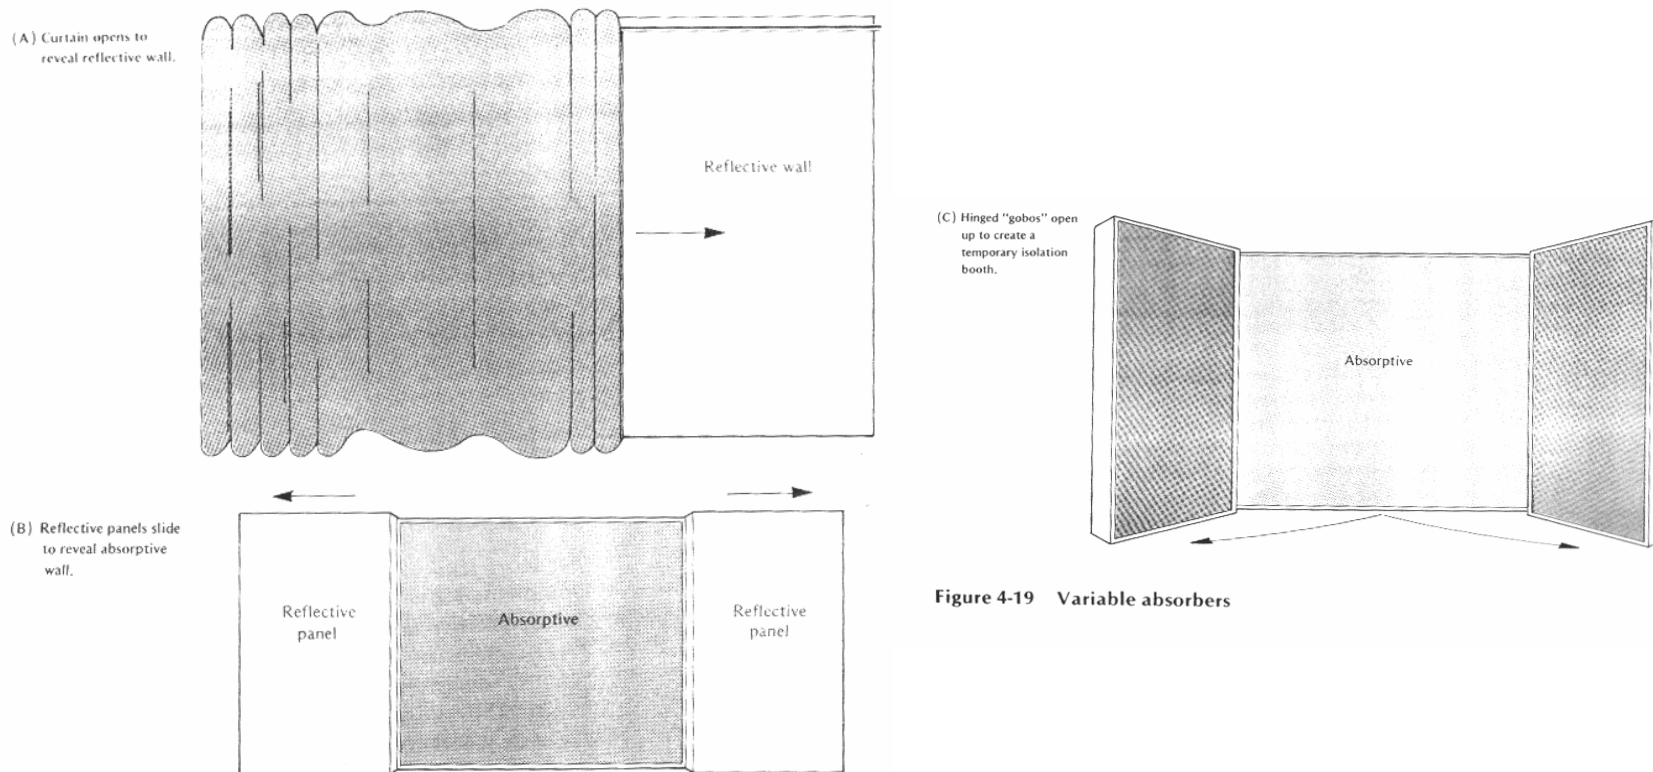 (A) Curtain opens to
reveal reflective wall.
Reflective wall
(B) Reflective panels slide
to reveal absorptive
wall.
Reflective
panel
Absorptive
Reflective
panel
(C) Hinged "gobos" open
up to create a
temporary isolation
booth.
Absorptive
Figure 4-19 Variable absorbers